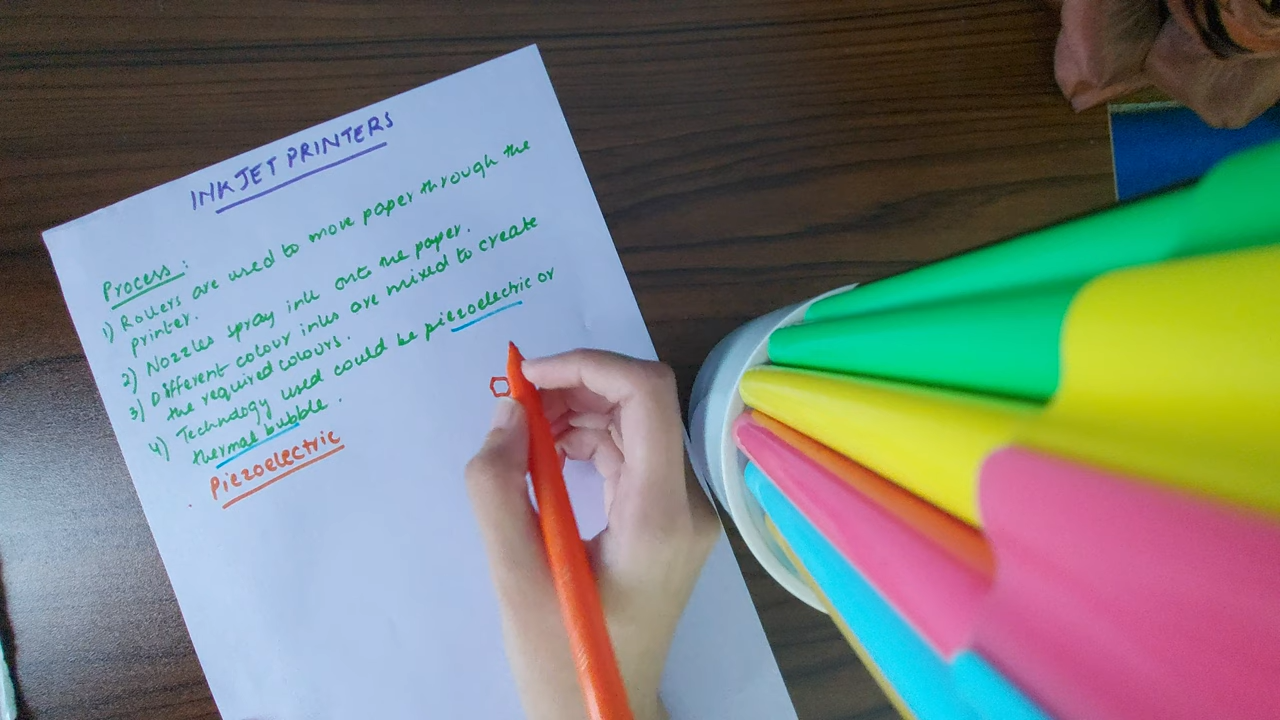 INKJET PRINTERS
Process:
1) Rollers are used to move paper through the
printer.
2) Nozzles spray ink onto the paper.
3) Different colour inks are mixed to create
the required colours.
4) Technology used could be piezoelectric or
thermal bubble.
Piezoelectric